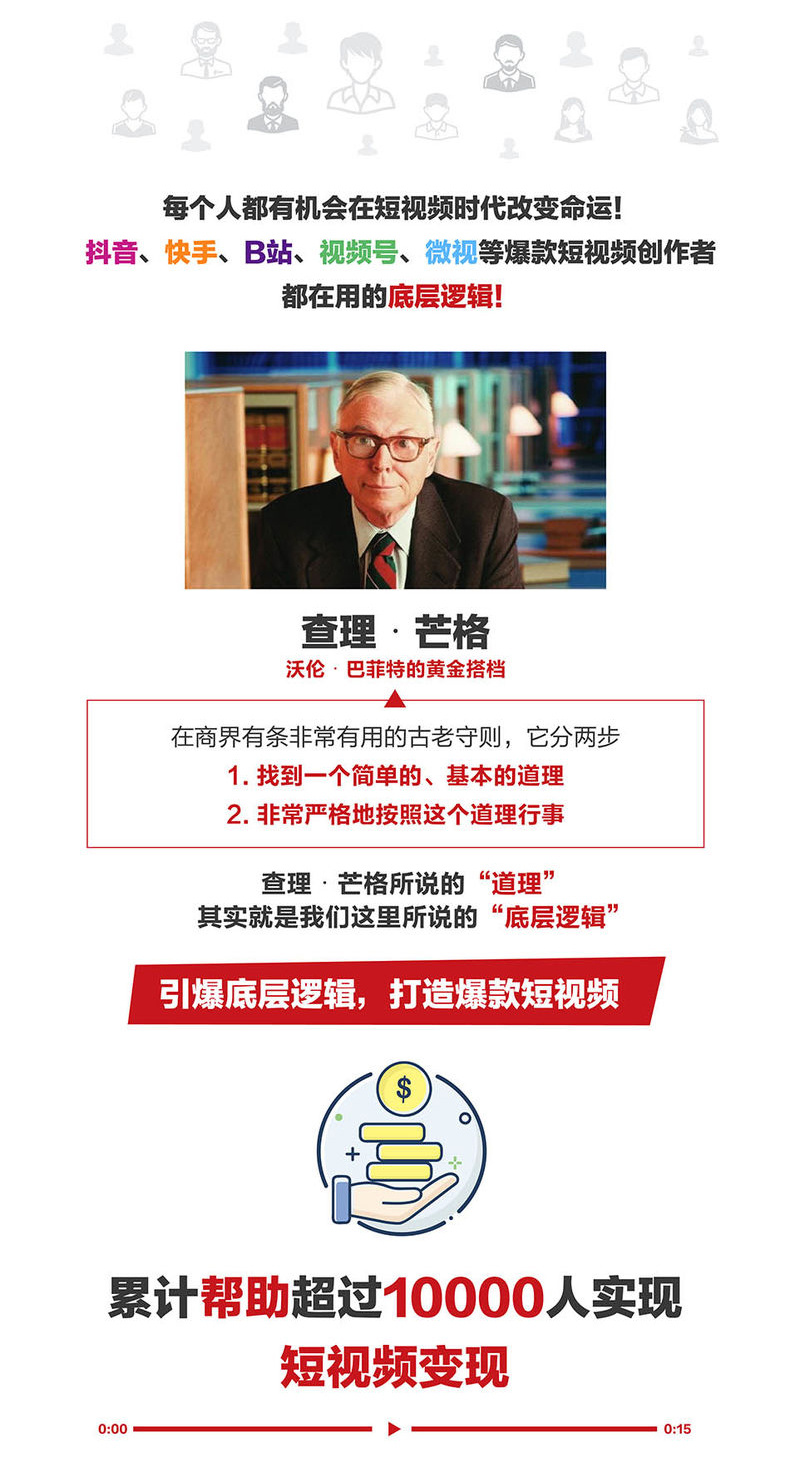 每个人都有机会在短视频时代改变命运!
抖音、快手、B站、视频号、微视等爆款短视频创作者
都在用的底层逻辑!
查理·芒格
沃伦·巴菲特的黄金搭档
在商界有条非常有用的古老守则，它分两步
1. 找到一个简单的、基本的道理
2. 非常严格地按照这个道理行事
查理·芒格所说的“道理”
其实就是我们这里所说的“底层逻辑”
引爆底层逻辑，打造爆款短视频
$
累计帮助超过10000人实现
短视频变现
0:00 0:15